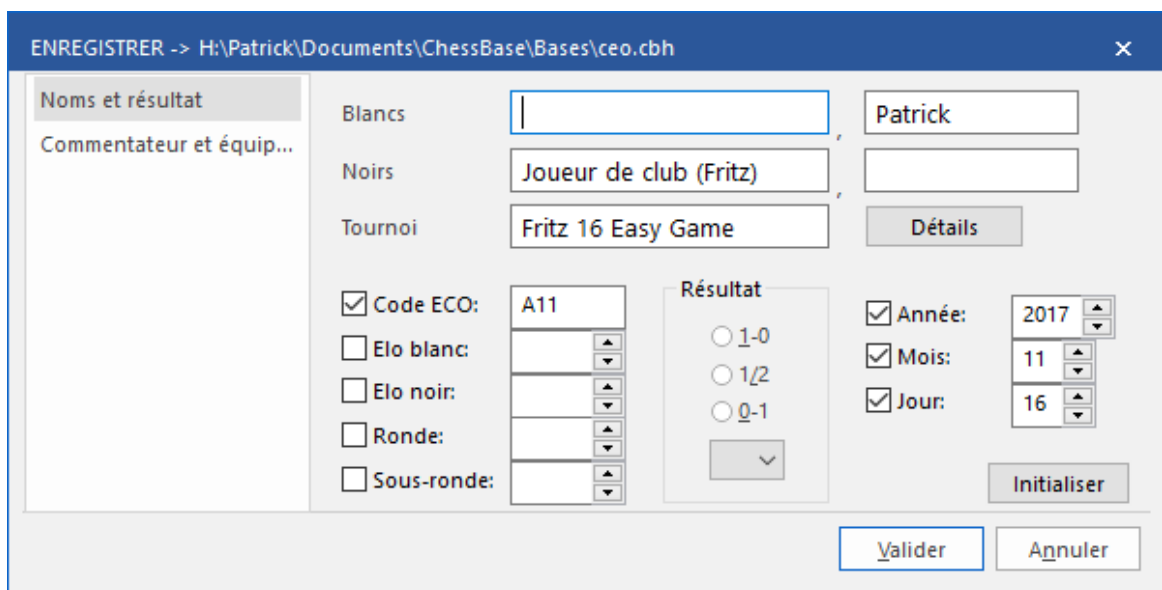 ENREGISTRER -> H:\Patrick\Documents\ChessBase\Bases\ceo.cbh
Noms et résultat
Commentateur et équip...
Blancs , Patrick
Noirs Joueur de club (Fritz) ,
Tournoi Fritz 16 Easy Game Détails
Code ECO: A11
Elo blanc:
Elo noir:
Ronde:
Sous-ronde:
Résultat
1-0
1/2
0-1
Année: 2017
Mois: 11
Jour: 16
Initialiser
Valider Annuler